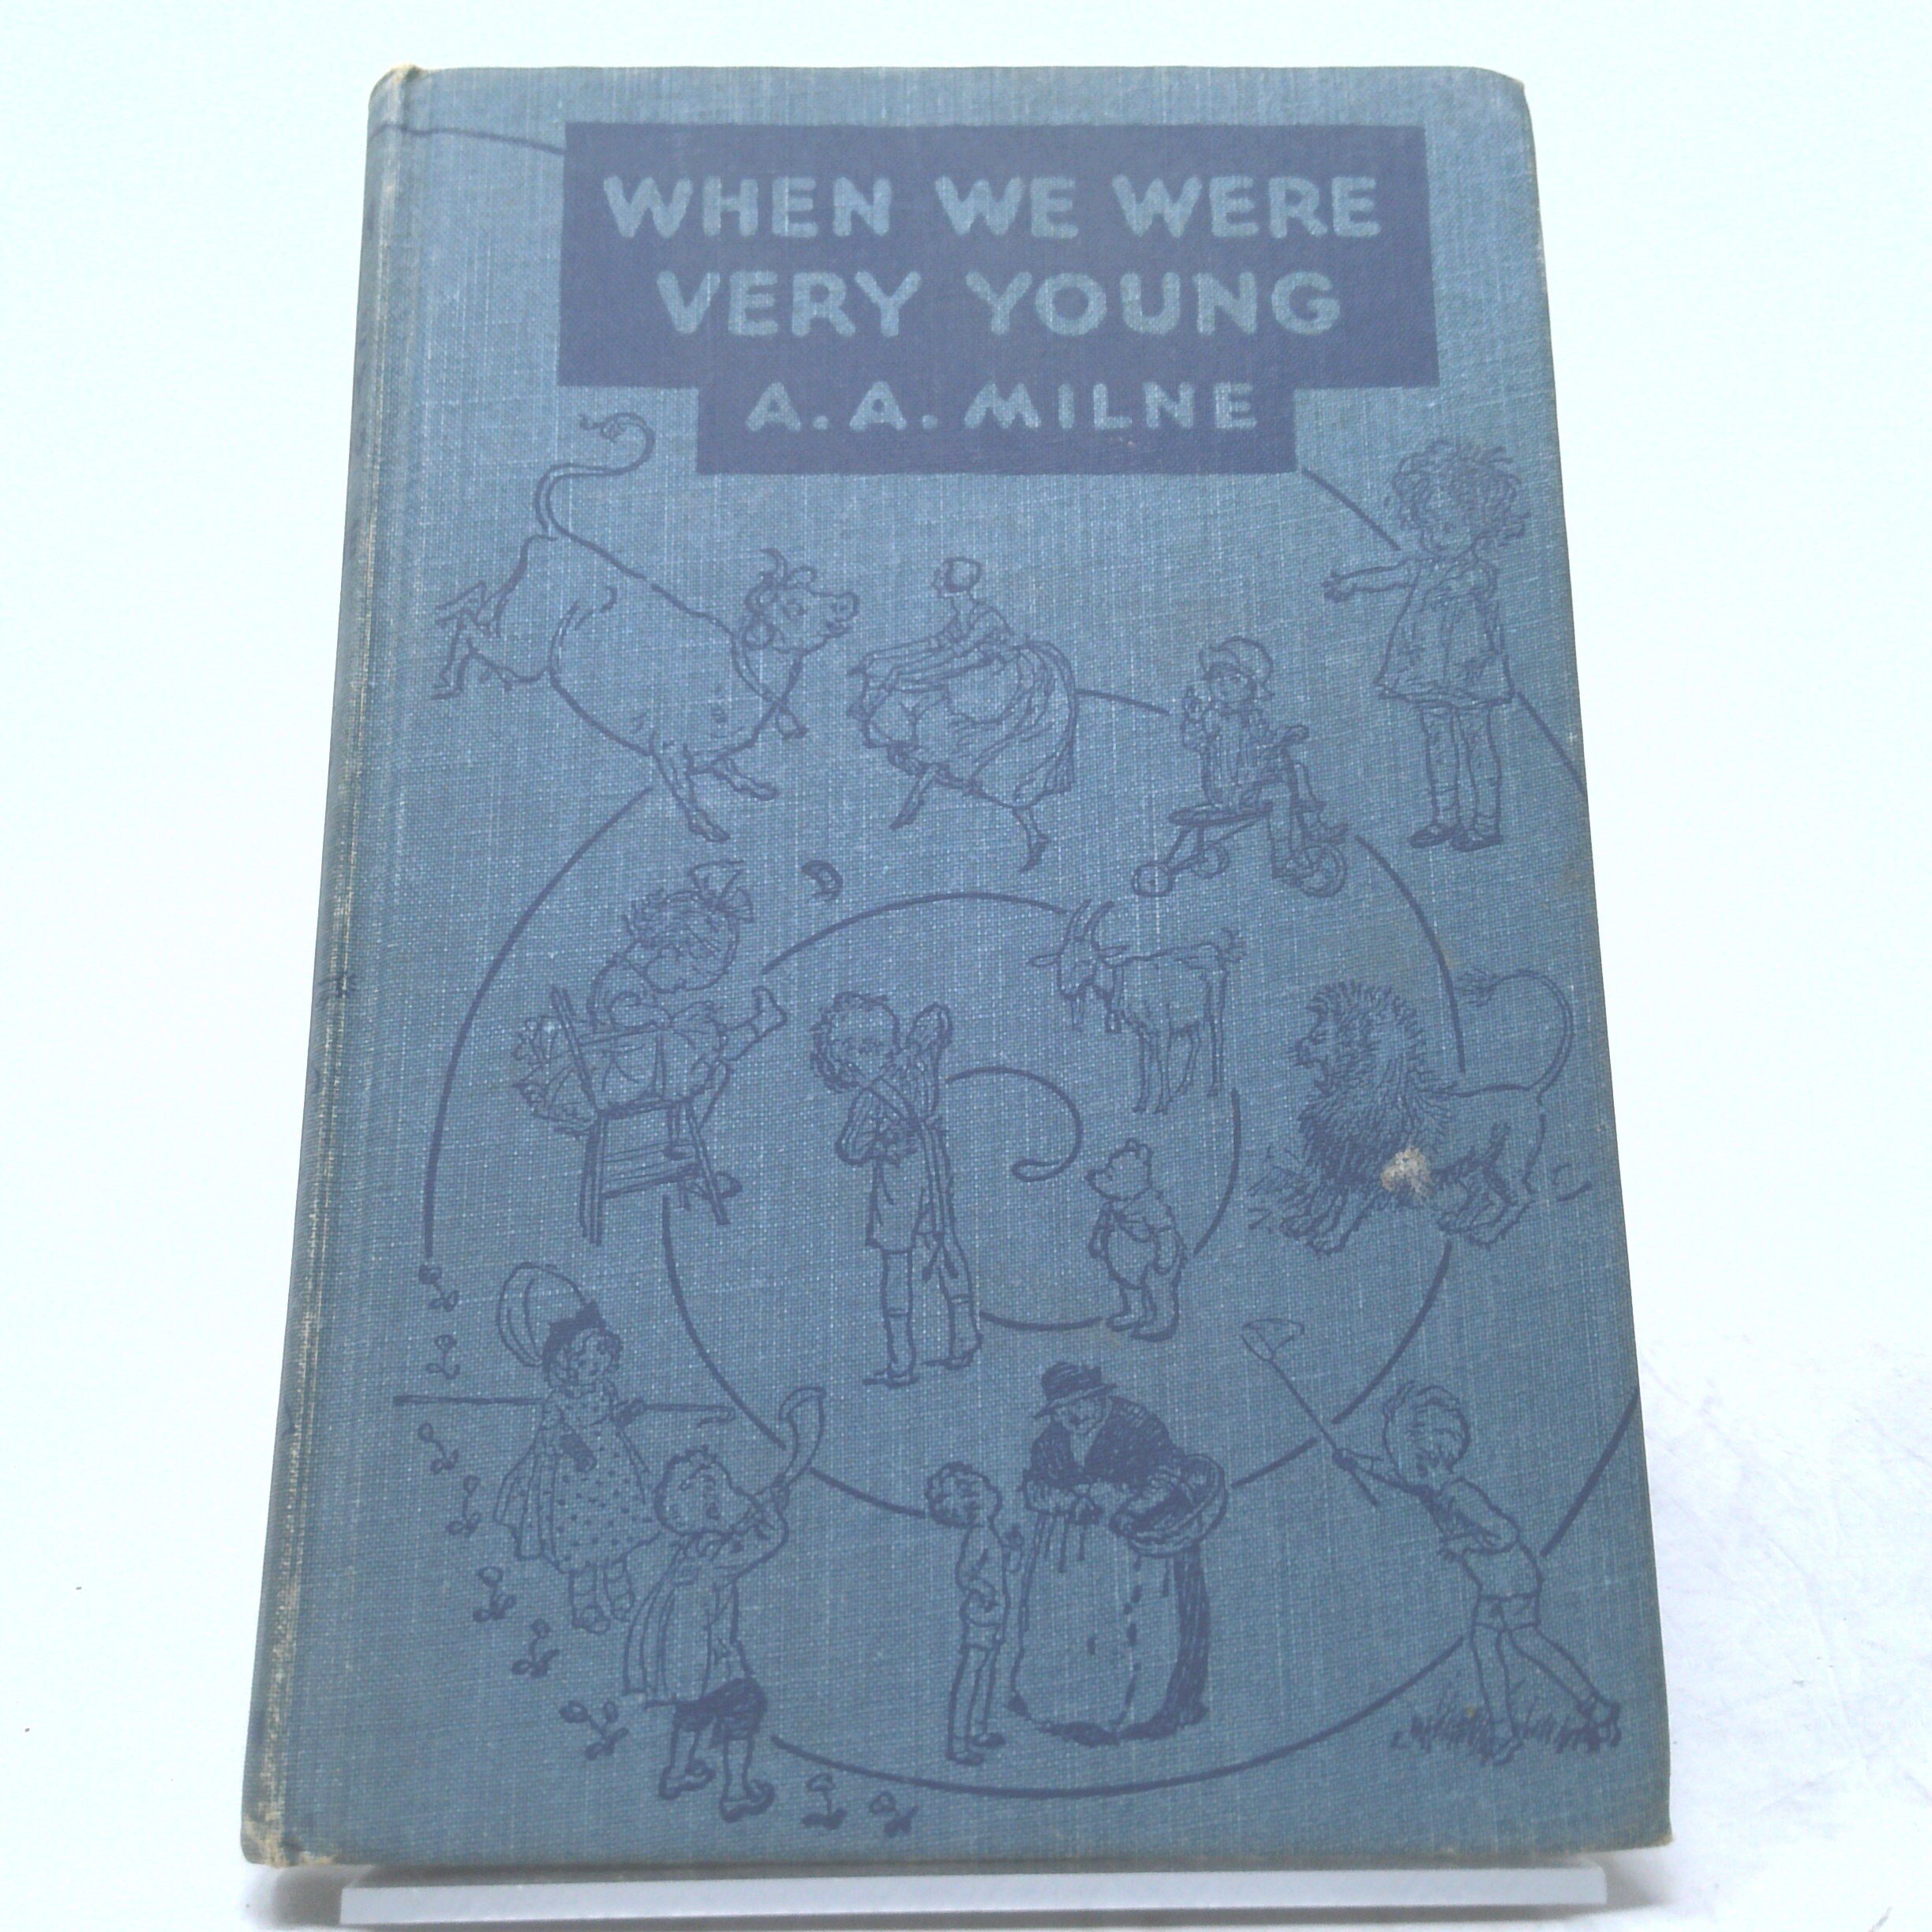 WHEN WE WERE
VERY YOUNG
A. A. MILNE